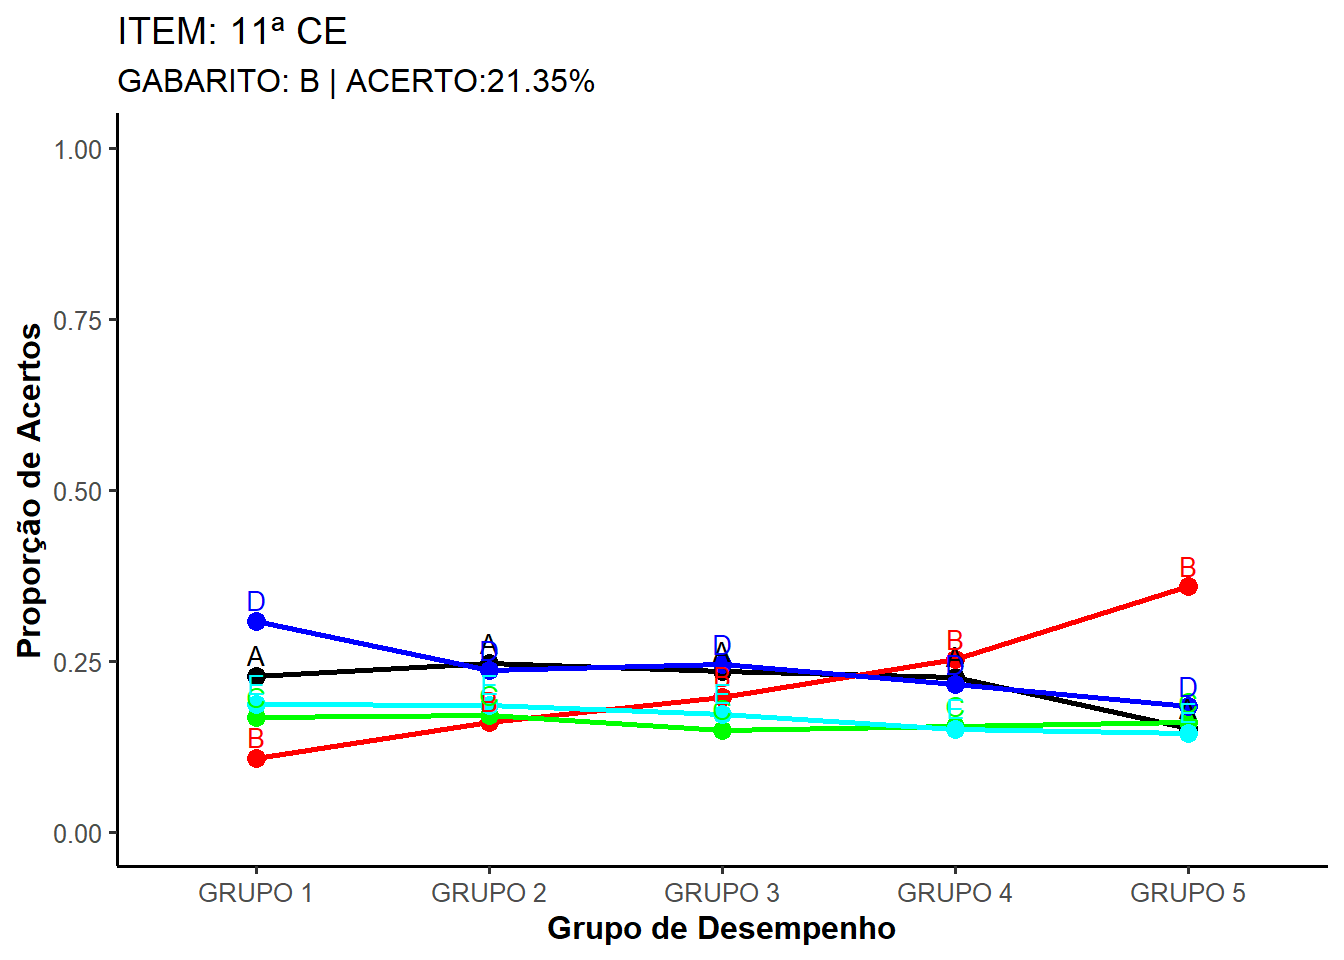 ITEM: 11ª CE
GABARITO: B | ACERTO:21.35%
1.00
0.75
0.50
0.25
0.00
Proporção de Acertos
D
A
E
C
B
A
D
E
C
B
D
A
B
E
C
B
A
D
C
E
B
D
C
A
E
GRUPO 1
GRUPO 2
GRUPO 3
GRUPO 4
GRUPO 5
Grupo de Desempenho